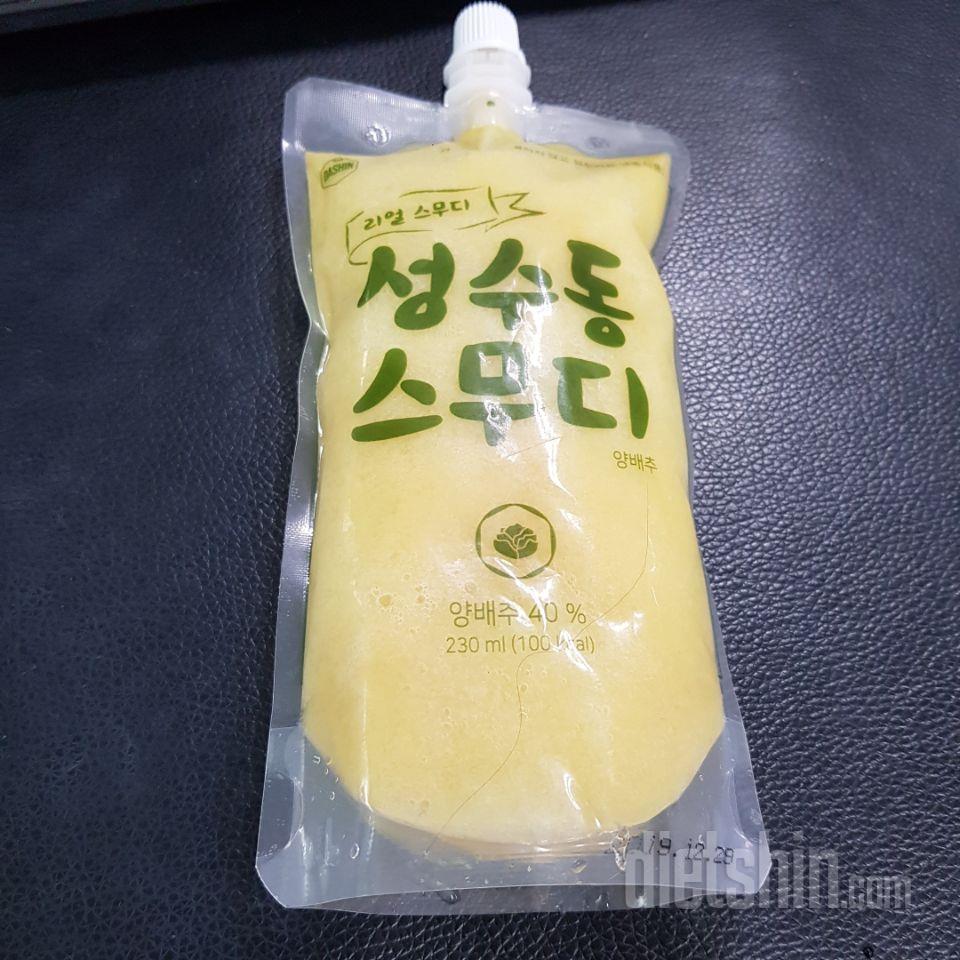 DASHIN
리얼 스무디
성수동
스무디
양배추
양배추 40 %
230 ml (100 kcal)
19.12.29
dietshin.com